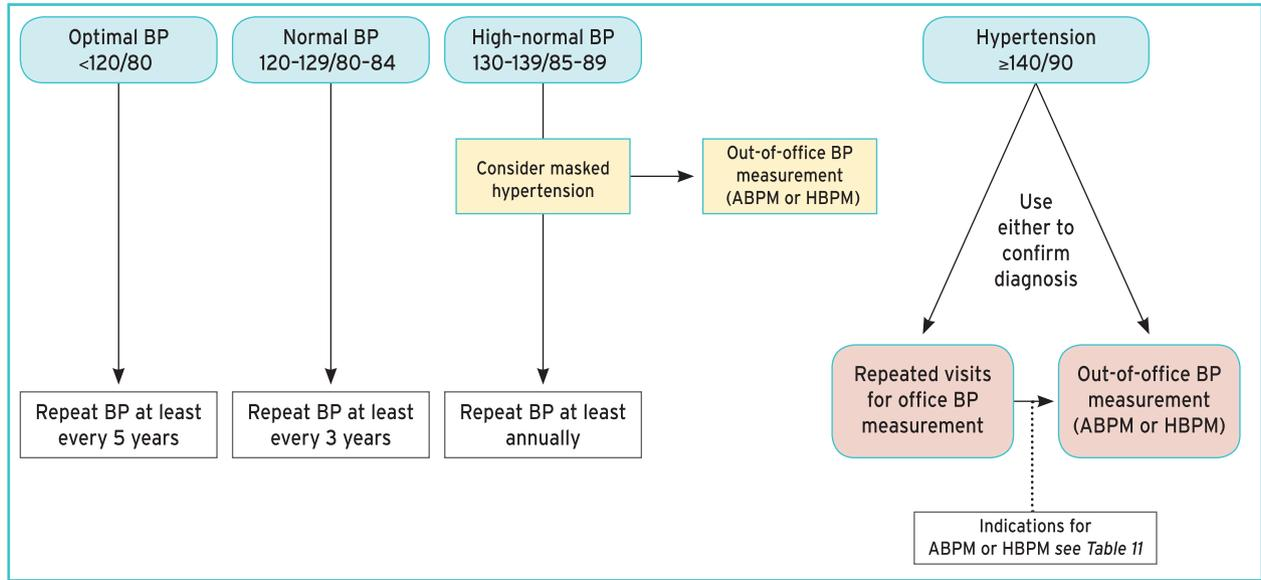 Optimal BP
<120/80
Normal BP
120–129/80–84
High–normal BP
130–139/85–89
Hypertension
≥140/90
Consider masked
hypertension
Out-of-office BP
measurement
(ABPM or HBPM)
Use
either to
confirm
diagnosis
Repeat BP at least
every 5 years
Repeat BP at least
every 3 years
Repeat BP at least
annually
Repeated visits
for office BP
measurement
Out-of-office BP
measurement
(ABPM or HBPM)
Indications for
ABPM or HBPM see Table 11